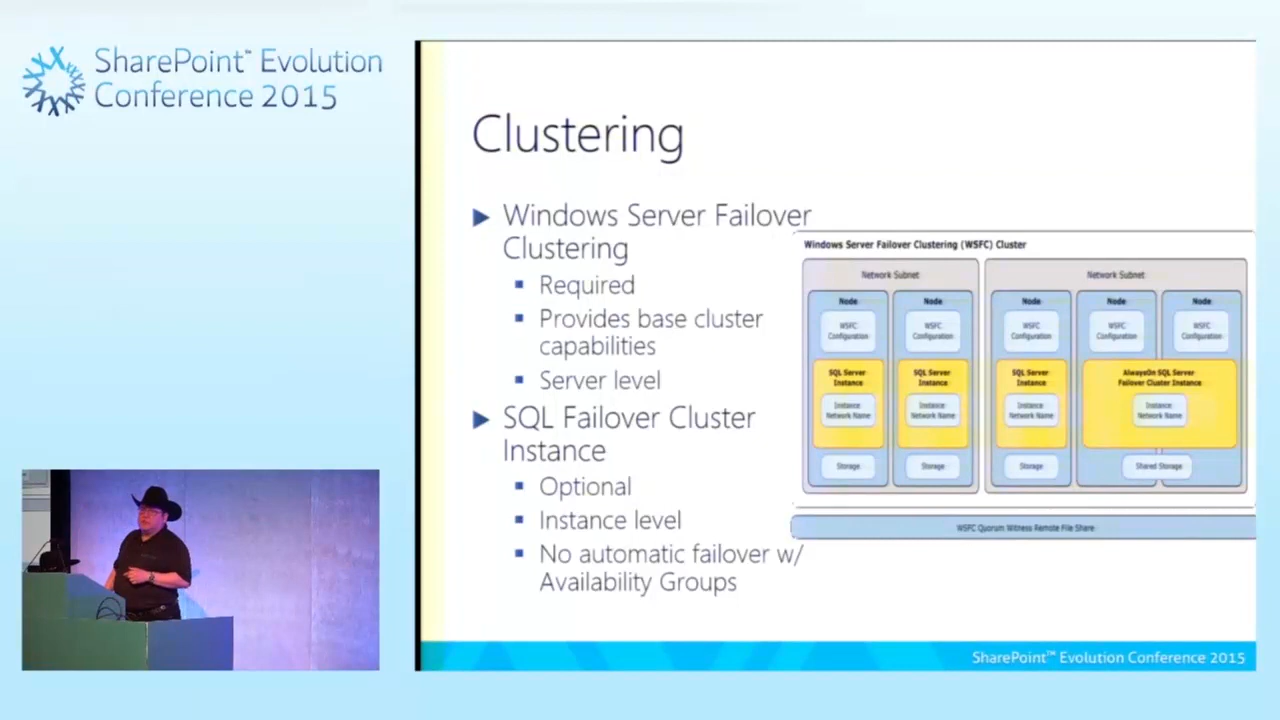 SharePoint™ Evolution
Conference 2015
Clustering
Windows Server Failover
Clustering
Required
Provides base cluster
capabilities
Server level
SQL Failover Cluster
Instance
Optional
Instance level
No automatic failover w/
Availability Groups
Windows Server Failover Clustering (WSFC) Cluster
Network Subnet
Network Subnet
Node
Node
Node
Node
Node
WSFC
Configuration
WSFC
Configuration
WSFC
Configuration
WSFC
Configuration
WSFC
Configuration
SQL Server
Instance
SQL Server
Instance
SQL Server
Instance
AlwaysOn SQL Server
Failover Cluster Instance
Instance
Network Name
Instance
Network Name
Instance
Network Name
Instance
Network Name
Storage
Storage
Storage
Shared Storage
WSFC Quorum Witness Remote File Share
SharePoint™ Evolution Conference 2015